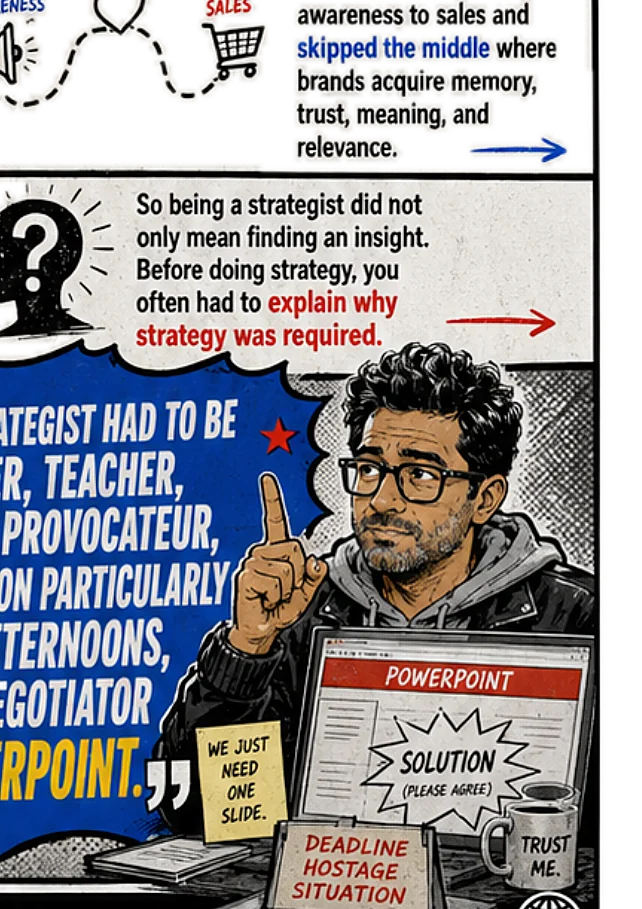 ENESS
SALES
awareness to sales and
skipped the middle where
brands acquire memory,
trust, meaning, and
relevance.
?
So being a strategist did not
only mean finding an insight.
Before doing strategy, you
often had to explain why
strategy was required.
ATEGIST HAD TO BE
ER, TEACHER,
PROVOCATEUR,
ON PARTICULARLY
TERNOONS,
EGOTIATOR
ERPOINT.”
POWERPOINT
SOLUTION
(PLEASE AGREE)
WE JUST
NEED
ONE
SLIDE.
DEADLINE
HOSTAGE
SITUATION
TRUST
ME.